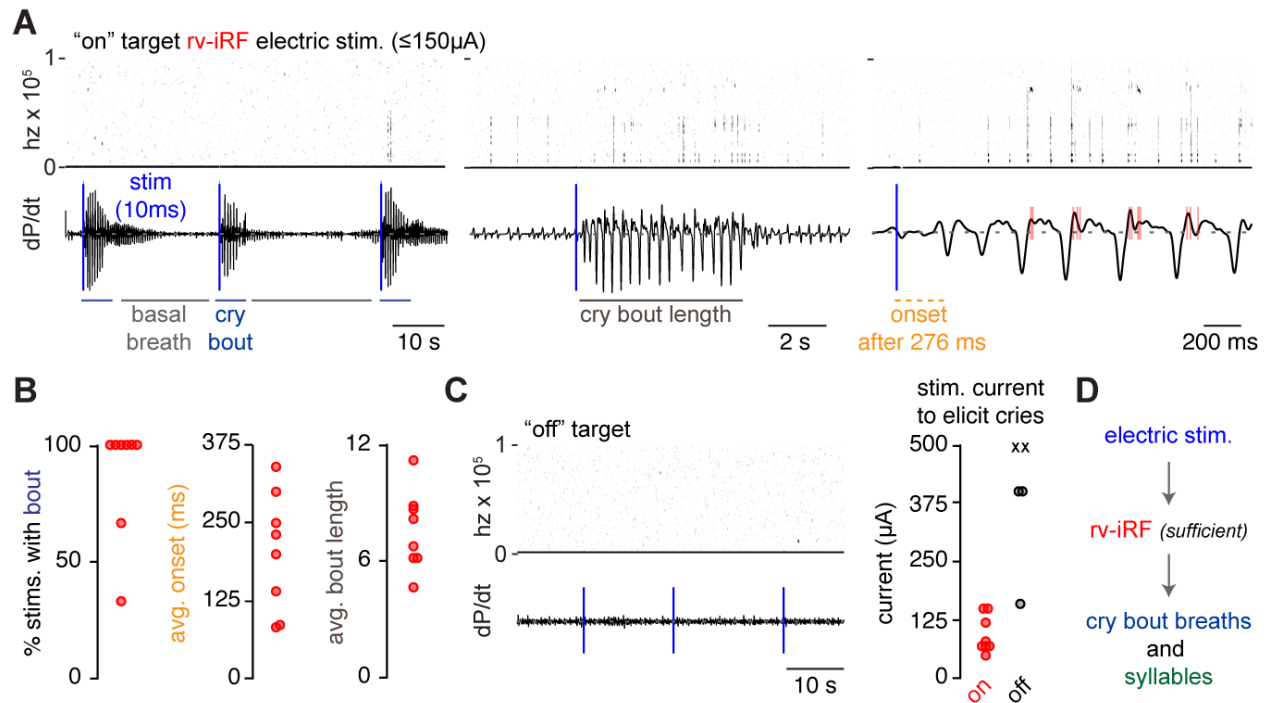 A
"on" target rv-iRF electric stim. (≤150µA)
1
hz x 10⁵
0
stim
(10ms)
dP/dt
basal
breath
cry
bout
10 s
cry bout length
2 s
onset
after 276 ms
200 ms
B
% stims. with bout
100
50
0
avg. onset (ms)
375
250
125
0
avg. bout length
12
6
0
C
"off" target
1
hz x 10⁵
0
dP/dt
10 s
stim. current
to elicit cries
current (µA)
500
375
250
125
0
xx
on
off
D
electric stim.
rv-iRF (sufficient)
cry bout breaths
and
syllables